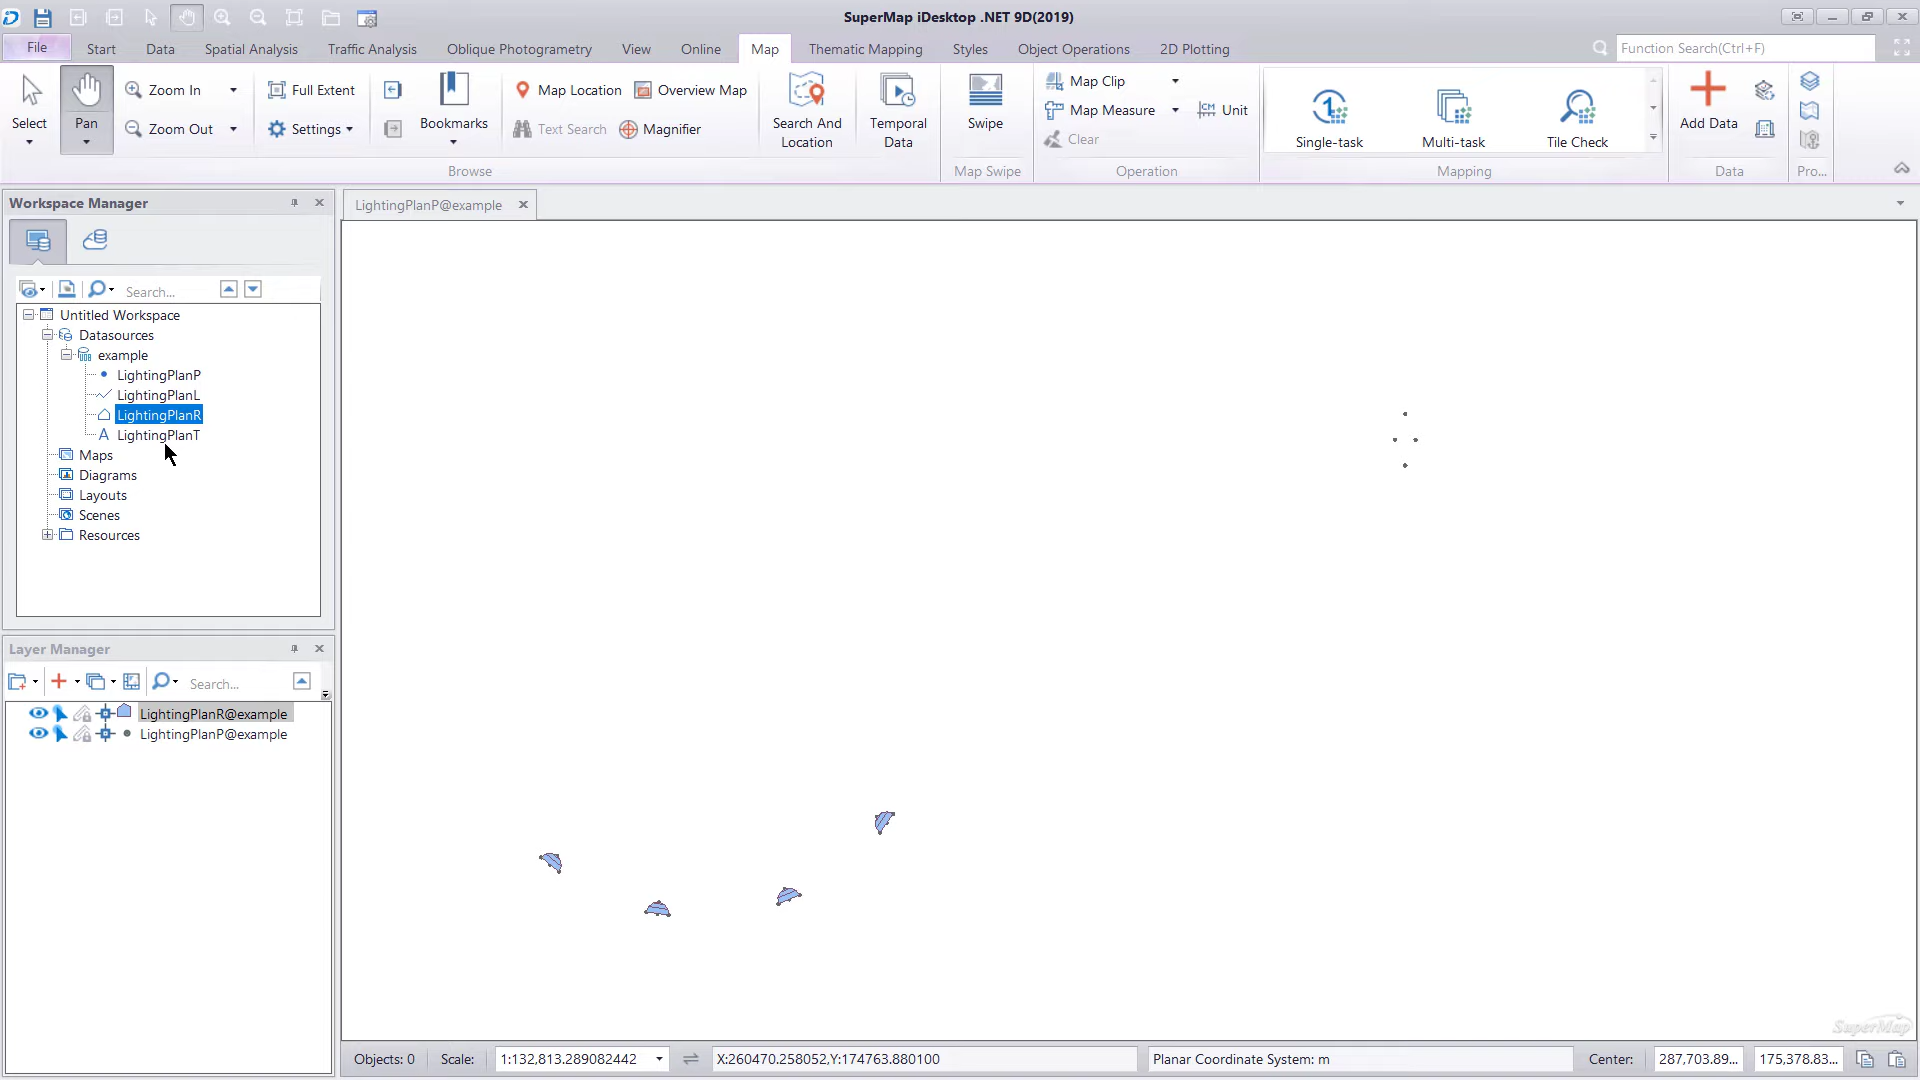 SuperMap iDesktop .NET 9D(2019)
File Start Data Spatial Analysis Traffic Analysis Oblique Photogrametry View Online Map Thematic Mapping Styles Object Operations 2D Plotting Function Search(Ctrl+F)
Select Pan Zoom In Full Extent Bookmarks Map Location Overview Map Search And Location Temporal Data Swipe Map Clip Single-task Multi-task Tile Check Add Data
Zoom Out Settings Text Search Magnifier Map Measure CM Unit
Clear
Browse Map Swipe Operation Mapping Data Pro...
Workspace Manager
LightingPlanP@example
Search...
Untitled Workspace
Datasources
example
LightingPlanP
LightingPlanL
LightingPlanR
LightingPlanT
Maps
Diagrams
Layouts
Scenes
Resources
Layer Manager
Search...
LightingPlanR@example
LightingPlanP@example
SuperMap
Objects: 0 Scale: 1:132,813.289082442 X:260470.258052,Y:174763.880100 Planar Coordinate System: m Center: 287,703.89... 175,378.83...